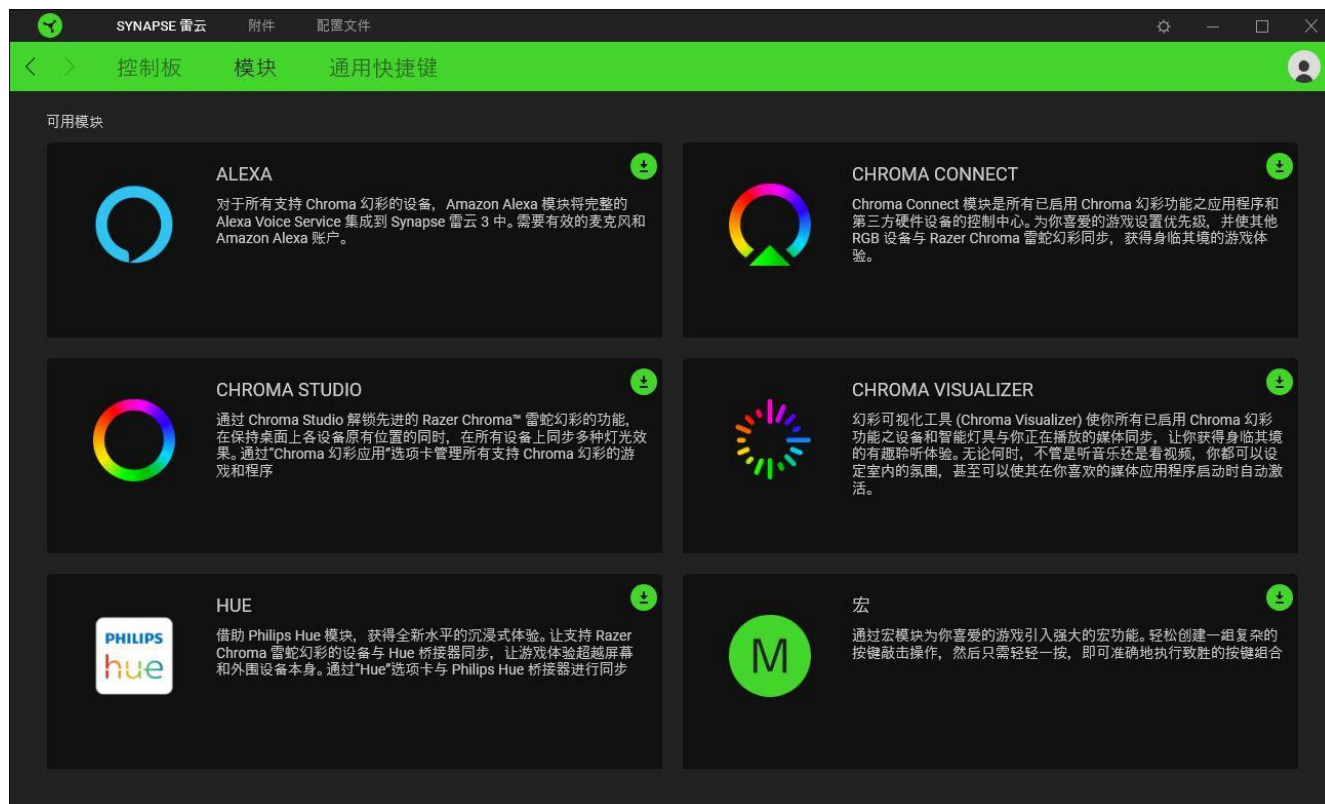 SYNAPSE 雷云
附件
配置文件
控制板
模块
通用快捷键
可用模块
ALEXA
对于所有支持 Chroma 幻彩的设备，Amazon Alexa 模块将完整的
Alexa Voice Service 集成到 Synapse 雷云 3 中。需要有效的麦克风和
Amazon Alexa 账户。
CHROMA CONNECT
Chroma Connect 模块是所有已启用 Chroma 幻彩功能之应用程序和
第三方硬件设备的控制中心。为你喜爱的游戏设置优先级，并使其他
RGB 设备与 Razer Chroma 雷蛇幻彩同步，获得身临其境的游戏体
验。
CHROMA STUDIO
通过 Chroma Studio 解锁先进的 Razer Chroma™ 雷蛇幻彩的功能，
在保持桌面上各设备原有位置的同时，在所有设备上同步多种灯光效
果。通过"Chroma 幻彩应用"选项卡管理所有支持 Chroma 幻彩的游
戏和程序
CHROMA VISUALIZER
幻彩可视化工具 (Chroma Visualizer) 使你所有已启用 Chroma 幻彩
功能之设备和智能灯具与你正在播放的媒体同步，让你获得身临其境
的有趣聆听体验。无论何时，不管是听音乐还是看视频，你都可以设
定室内的氛围，甚至可以使其在你喜欢的媒体应用程序启动时自动激
活。
PHILIPS
hue
HUE
借助 Philips Hue 模块，获得全新水平的沉浸式体验。让支持 Razer
Chroma 雷蛇幻彩的设备与 Hue 桥接器同步，让游戏体验超越屏幕
和外围设备本身。通过"Hue"选项卡与 Philips Hue 桥接器进行同步
M
宏
通过宏模块为你喜爱的游戏引入强大的宏功能。轻松创建一组复杂的
按键敲击操作，然后只需轻轻一按，即可准确地执行致胜的按键组合